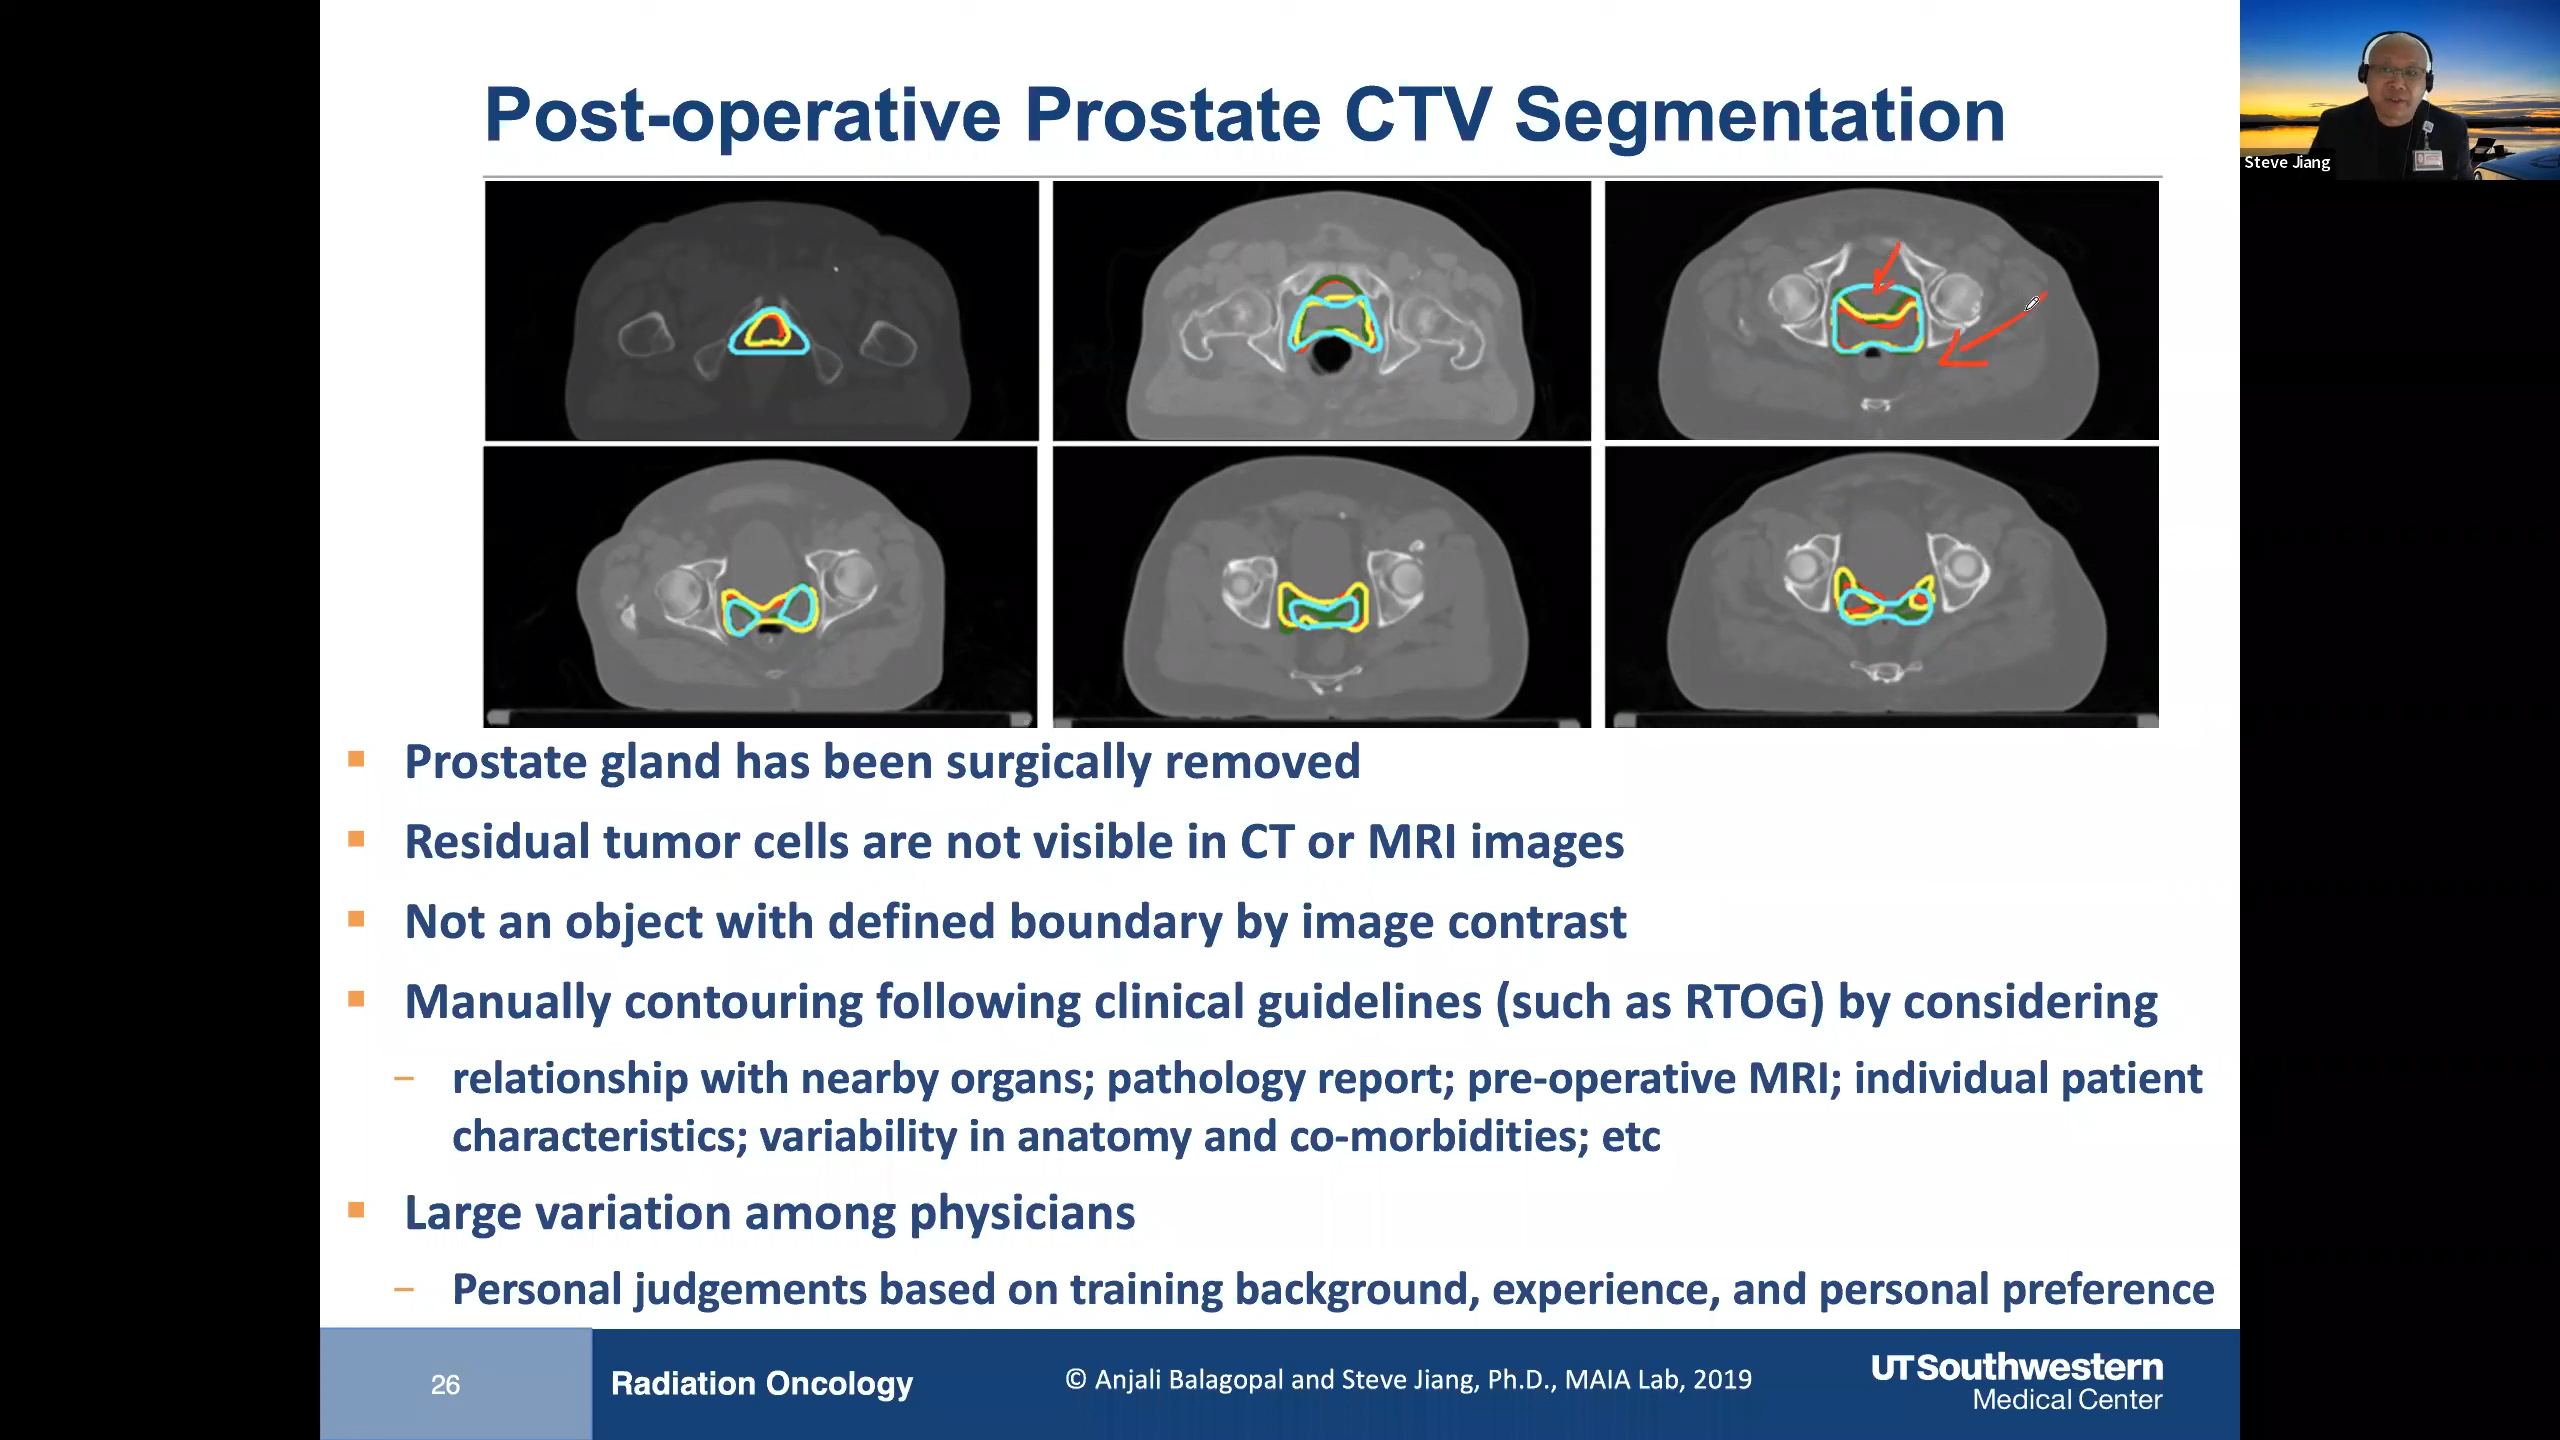 Post-operative Prostate CTV Segmentation
Steve Jiang
Prostate gland has been surgically removed
Residual tumor cells are not visible in CT or MRI images
Not an object with defined boundary by image contrast
Manually contouring following clinical guidelines (such as RTOG) by considering
– relationship with nearby organs; pathology report; pre-operative MRI; individual patient
characteristics; variability in anatomy and co-morbidities; etc
Large variation among physicians
– Personal judgements based on training background, experience, and personal preference
26
Radiation Oncology
© Anjali Balagopal and Steve Jiang, Ph.D., MAIA Lab, 2019
UTSouthwestern
Medical Center